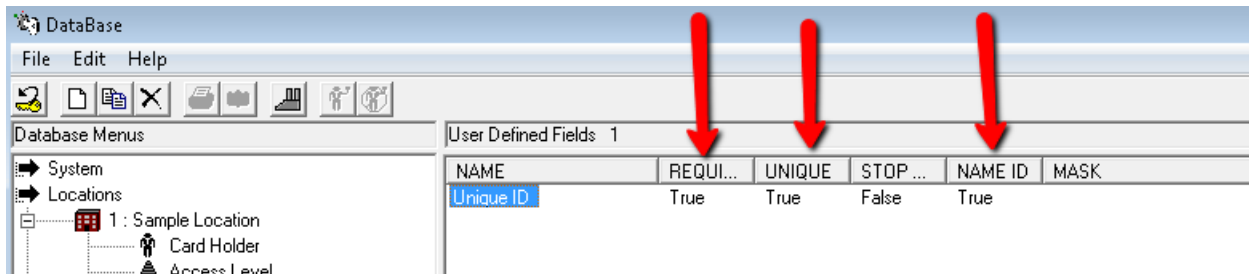 DataBase
File Edit Help
Database Menus
User Defined Fields 1
System
Locations
1 : Sample Location
Card Holder
Access Level
NAME REQUI... UNIQUE STOP ... NAME ID MASK
Unique ID True True False True